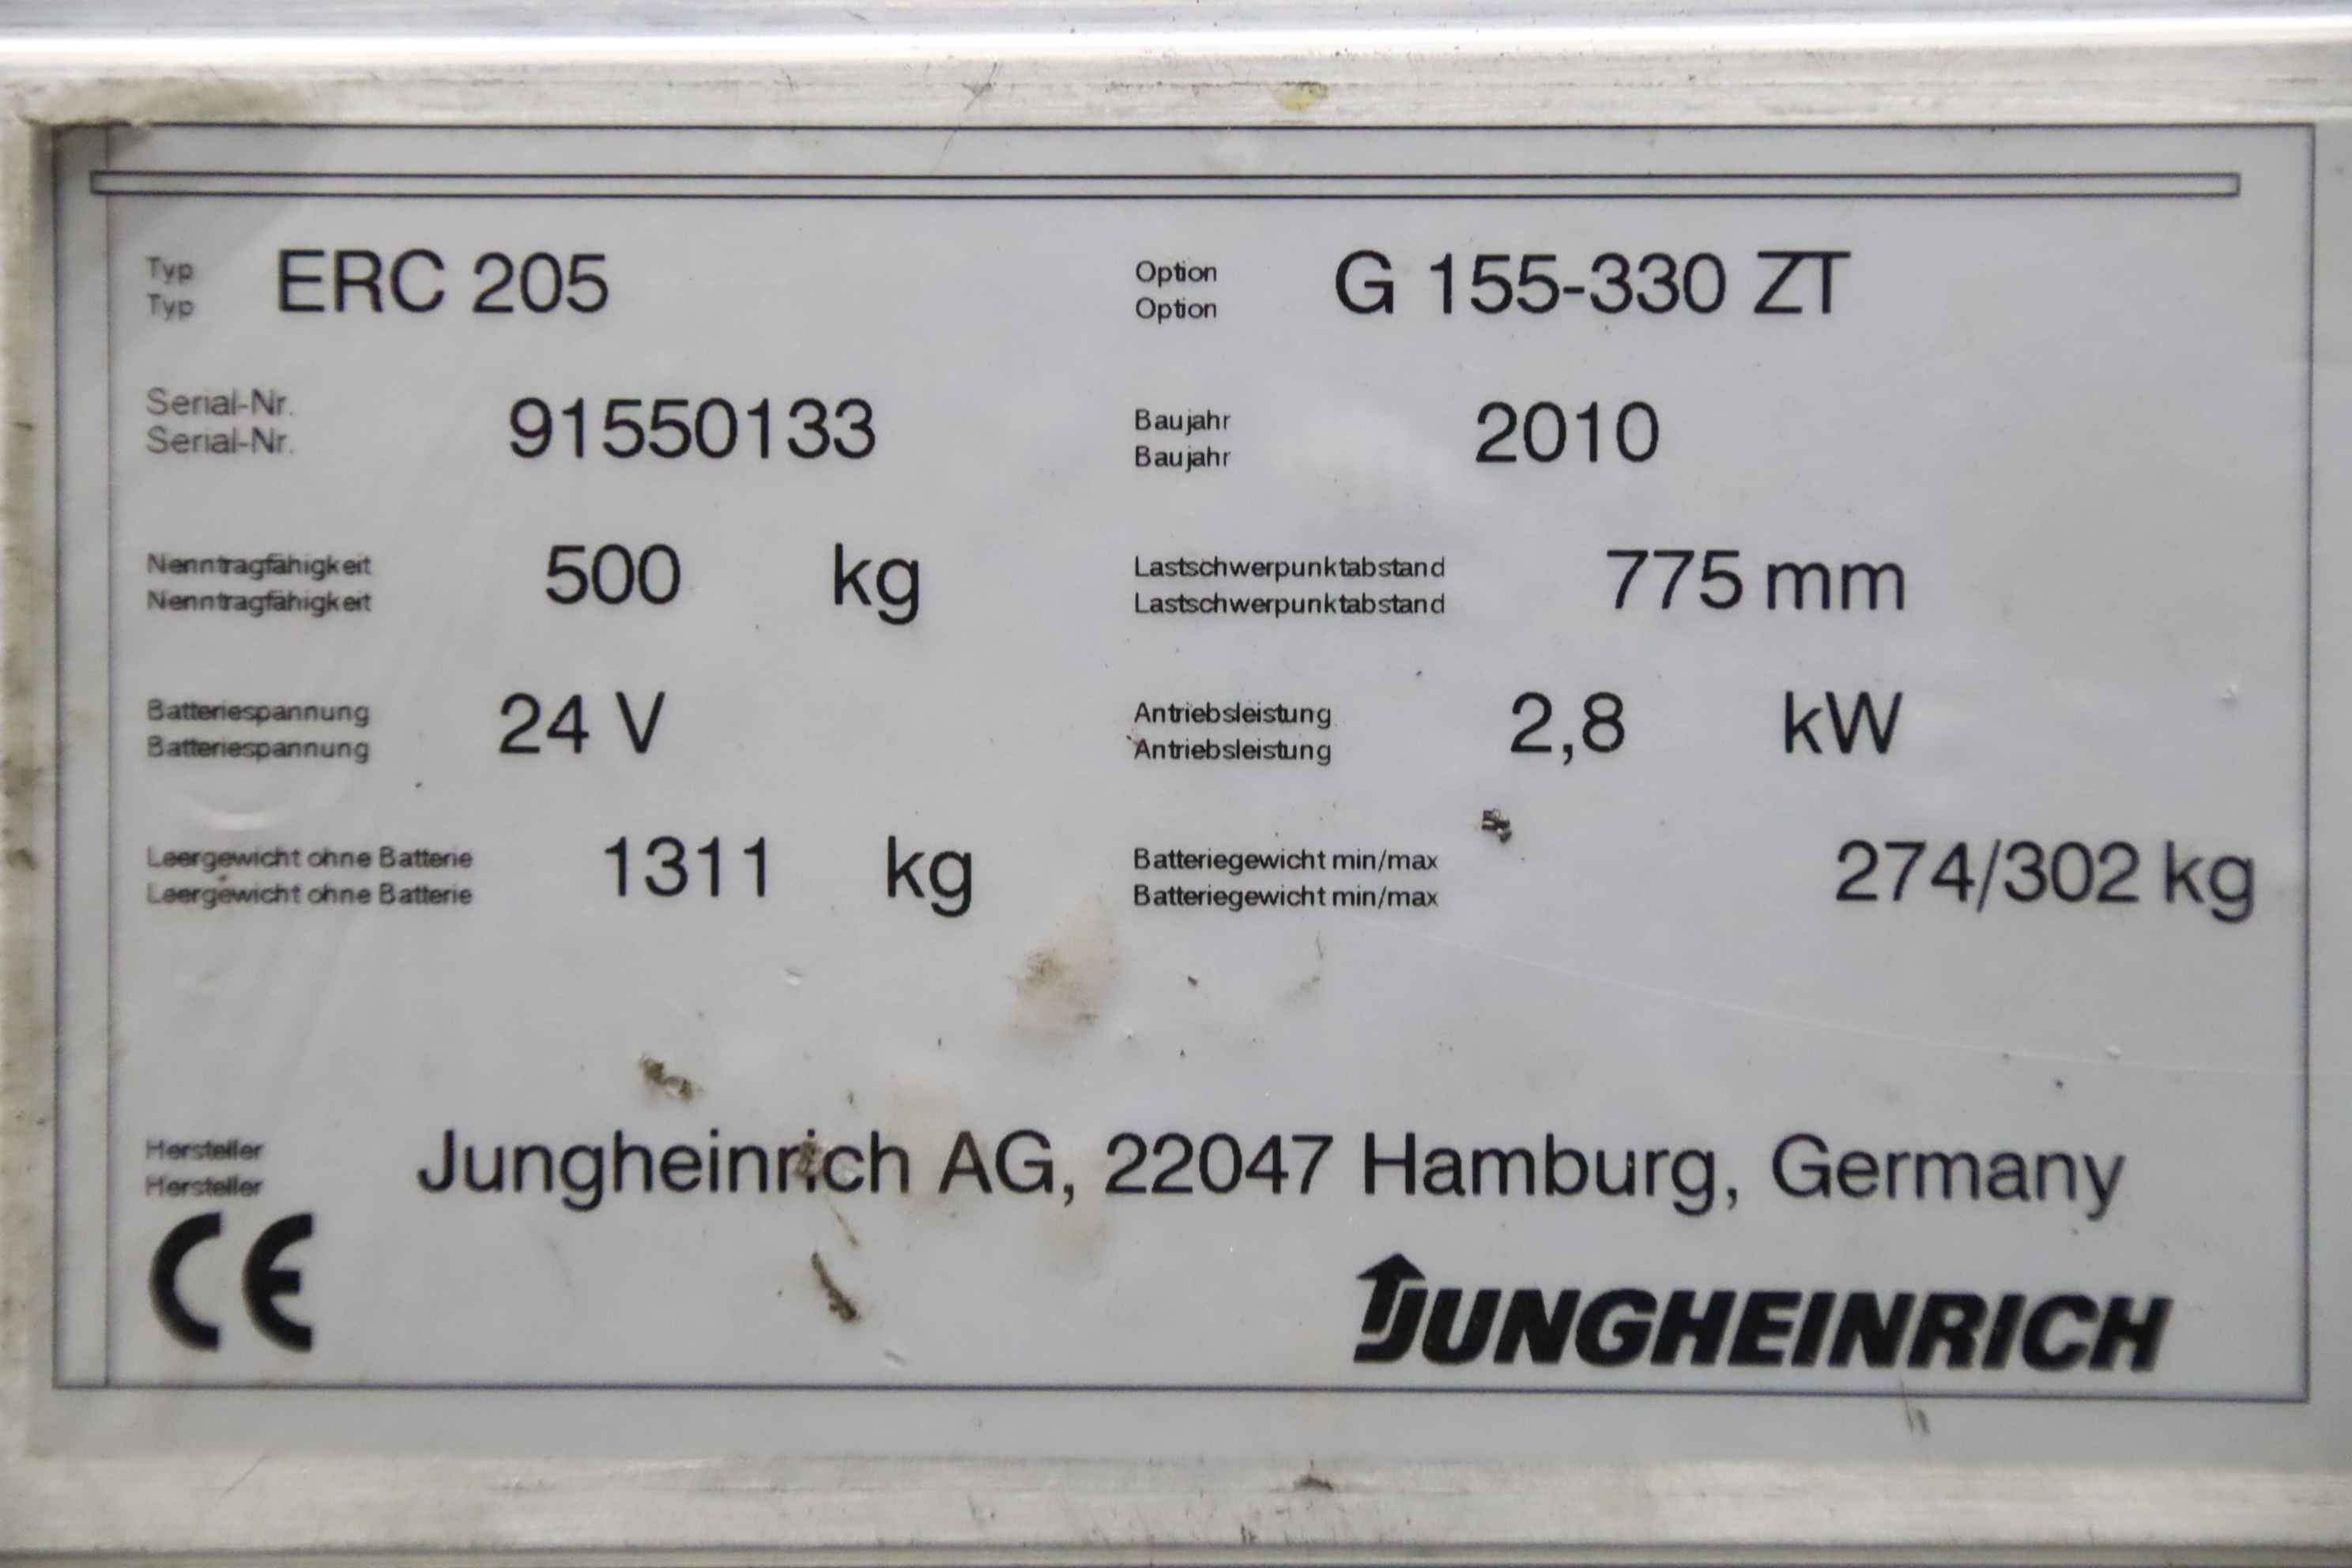 Typ ERC 205 Option G 155-330 ZT
Typ Option
Serial-Nr. 91550133 Baujahr 2010
Serial-Nr. Baujahr
Nenntragfähigkeit 500 kg Lastschwerpunktabstand 775 mm
Nenntragfähigkeit Lastschwerpunktabstand
Batteriespannung 24 V Antriebsleistung 2,8 kW
Batteriespannung Antriebsleistung
Leergewicht ohne Batterie 1311 kg Batteriegewicht min/max 274/302 kg
Leergewicht ohne Batterie Batteriegewicht min/max
Hersteller Jungheinrich AG, 22047 Hamburg, Germany
Hersteller
CE JUNGHEINRICH